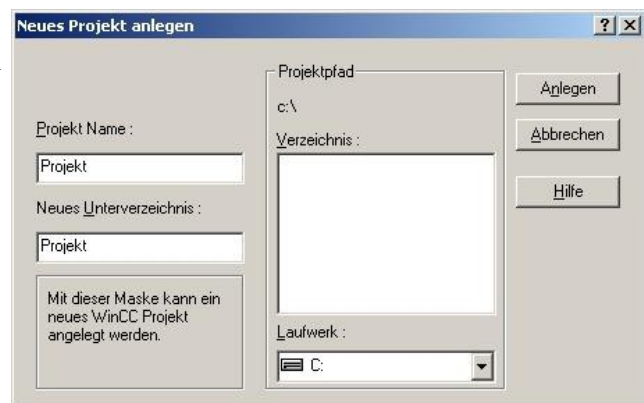 Neues Projekt anlegen
Projekt Name :
Projekt
Neues Unterverzeichnis :
Projekt
Mit dieser Maske kann ein
neues WinCC Projekt
angelegt werden.
Projektpfad
c:\
Verzeichnis :
Laufwerk :
C:
Anlegen
Abbrechen
Hilfe